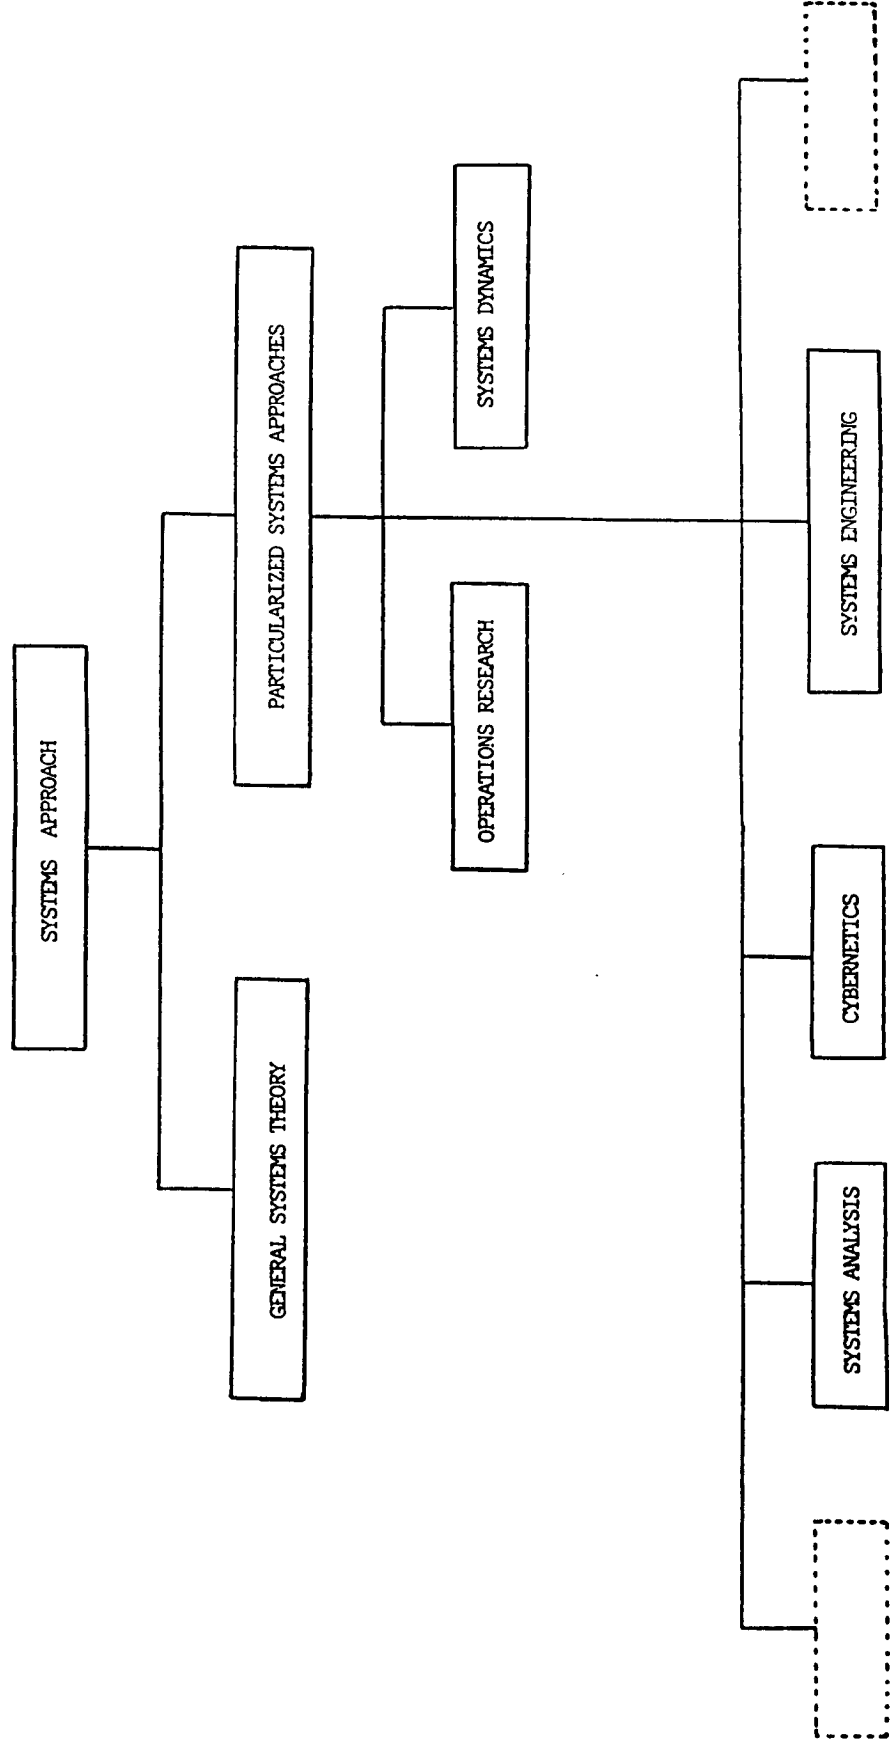 SYSTEMS APPROACH
GENERAL SYSTEMS THEORY
PARTICULARIZED SYSTEMS APPROACHES
OPERATIONS RESEARCH
SYSTEMS DYNAMICS
SYSTEMS ANALYSIS
CYBERNETICS
SYSTEMS ENGINEERING